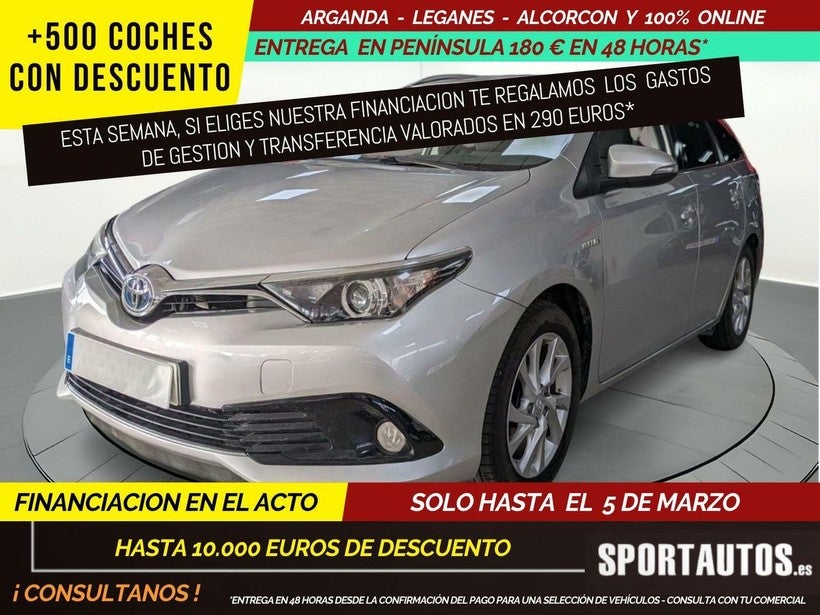 +500 COCHES
CON DESCUENTO
ARGANDA - LEGANES - ALCORCON Y 100% ONLINE
ENTREGA EN PENÍNSULA 180 € EN 48 HORAS*
ESTA SEMANA, SI ELIGES NUESTRA FINANCIACION TE REGALAMOS LOS GASTOS
DE GESTION Y TRANSFERENCIA VALORADOS EN 290 EUROS*
E
FINANCIACION EN EL ACTO
SOLO HASTA EL 5 DE MARZO
HASTA 10.000 EUROS DE DESCUENTO
SPORTAUTOS.es
¡ CONSULTANOS !
*ENTREGA EN 48 HORAS DESDE LA CONFIRMACIÓN DEL PAGO PARA UNA SELECCIÓN DE VEHÍCULOS - CONSULTA CON TU COMERCIAL